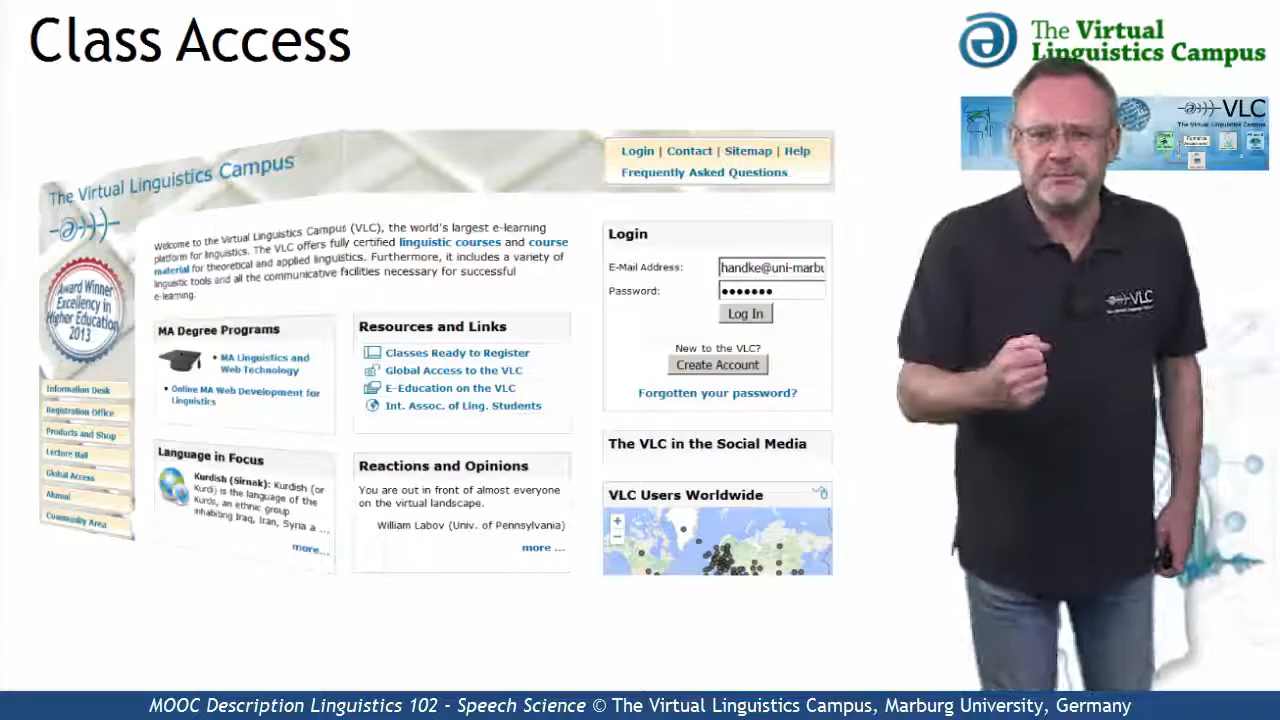 Class Access
The Virtual
Linguistics Campus
VLC
The Virtual Linguistics Campus
The Virtual Linguistics Campus
Login | Contact | Sitemap | Help
Frequently Asked Questions
Welcome to the Virtual Linguistics Campus (VLC), the world's largest e-learning
platform for linguistics. The VLC offers fully certified linguistic courses and course
material for theoretical and applied linguistics. Furthermore, it includes a variety of
linguistic tools and all the communicative facilities necessary for successful
e-learning.
Award Winner
Excellency in
Higher Education
2013
Login
E-Mail Address: handke@uni-marbu
Password: •••••••
Log In
New to the VLC?
Create Account
Forgotten your password?
MA Degree Programs
• MA Linguistics and
Web Technology
• Online MA Web Development for
Linguistics
Resources and Links
Classes Ready to Register
Global Access to the VLC
E-Education on the VLC
Int. Assoc. of Ling. Students
Information Desk
Registration Office
Products and Shop
Lecture Hall
Global Access
Alumni
Community Area
Language in Focus
Kurdish (Sirnak): Kurdish (or
Kurdî) is the language of the
Kurds, an ethnic group
inhabiting Iraq, Iran, Syria a ...
more...
Reactions and Opinions
You are out in front of almost everyone
on the virtual landscape.
William Labov (Univ. of Pennsylvania)
more ...
The VLC in the Social Media
VLC Users Worldwide
+
−
VLC
MOOC Description Linguistics 102 - Speech Science © The Virtual Linguistics Campus, Marburg University, Germany